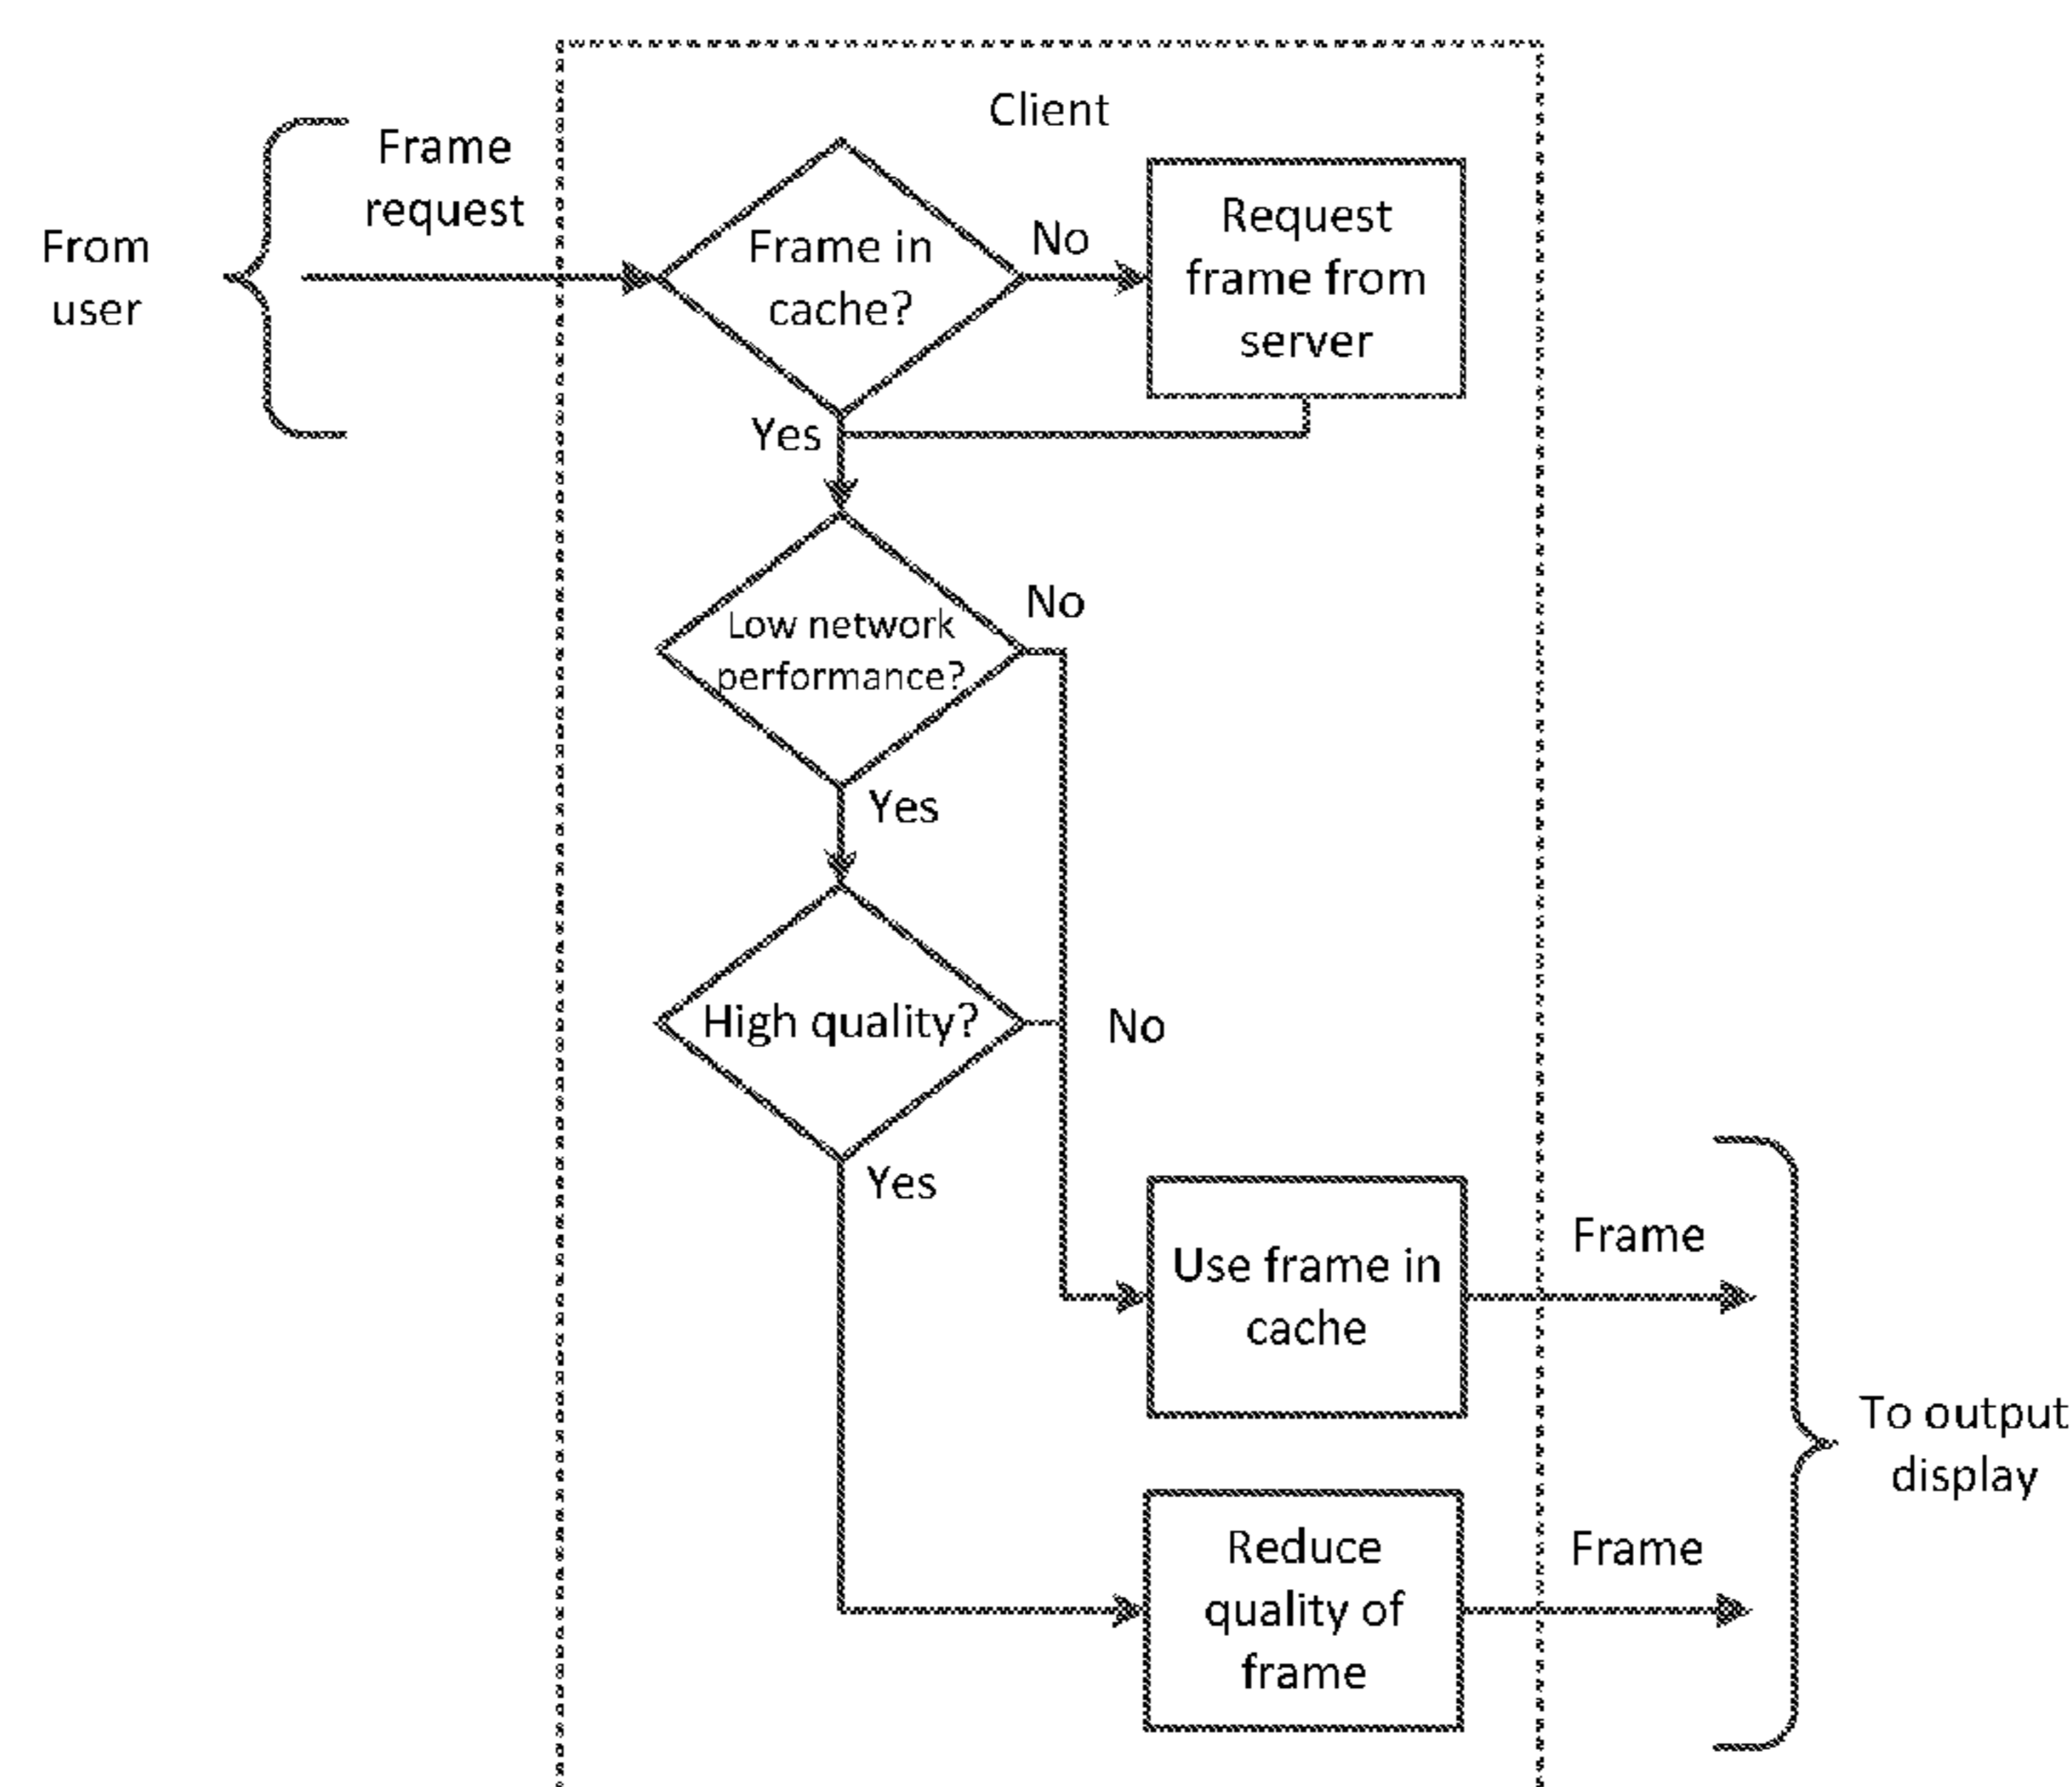 Client
From
user
Frame
request
Frame in
cache?
No
Request
frame from
server
Yes
Low network
performance?
No
Yes
High quality?
No
Yes
Use frame in
cache
Frame
Reduce
quality of
frame
Frame
To output
display